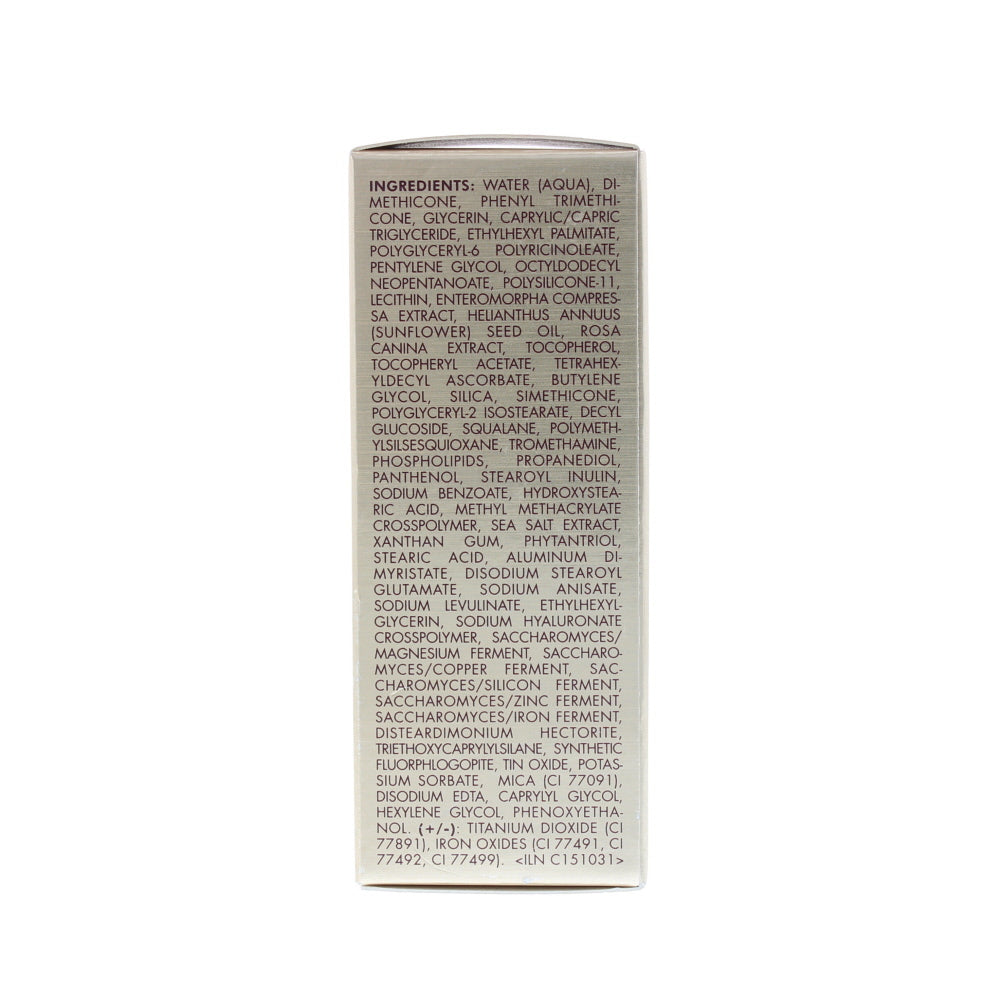 INGREDIENTS: WATER (AQUA), DI-
METHICONE, PHENYL TRIMETHI-
CONE, GLYCERIN, CAPRYLIC/CAPRIC
TRIGLYCERIDE, ETHYLHEXYL PALMITATE,
POLYGLYCERYL-6 POLYRICINOLEATE,
PENTYLENE GLYCOL, OCTYLDODECYL
NEOPENTANOATE, POLYSILICONE-11,
LECITHIN, ENTEROMORPHA COMPRES-
SA EXTRACT, HELIANTHUS ANNUUS
(SUNFLOWER) SEED OIL, ROSA
CANINA EXTRACT, TOCOPHEROL,
TOCOPHERYL ACETATE, TETRAHEX-
YLDECYL ASCORBATE, BUTYLENE
GLYCOL, SILICA, SIMETHICONE,
POLYGLYCERYL-2 ISOSTEARATE, DECYL
GLUCOSIDE, SQUALANE, POLYMETH-
YLSILSESQUIOXANE, TROMETHAMINE,
PHOSPHOLIPIDS, PROPANEDIOL,
PANTHENOL, STEAROYL INULIN,
SODIUM BENZOATE, HYDROXYSTEA-
RIC ACID, METHYL METHACRYLATE
CROSSPOLYMER, SEA SALT EXTRACT,
XANTHAN GUM, PHYTANTRIOL,
STEARIC ACID, ALUMINUM DI-
MYRISTATE, DISODIUM STEAROYL
GLUTAMATE, SODIUM ANISATE,
SODIUM LEVULINATE, ETHYLHEXYL-
GLYCERIN, SODIUM HYALURONATE
CROSSPOLYMER, SACCHAROMYCES/
MAGNESIUM FERMENT, SACCHARO-
MYCES/COPPER FERMENT, SAC-
CHAROMYCES/SILICON FERMENT,
SACCHAROMYCES/ZINC FERMENT,
SACCHAROMYCES/IRON FERMENT,
DISTEARDIMONIUM HECTORITE,
TRIETHOXYCAPRYLYLSILANE, SYNTHETIC
FLUORPHLOGOPITE, TIN OXIDE, POTAS-
SIUM SORBATE, MICA (CI 77091),
DISODIUM EDTA, CAPRYLYL GLYCOL,
HEXYLENE GLYCOL, PHENOXYETHA-
NOL. (+/-): TITANIUM DIOXIDE (CI
77891), IRON OXIDES (CI 77491, CI
77492, CI 77499). <ILN C151031>